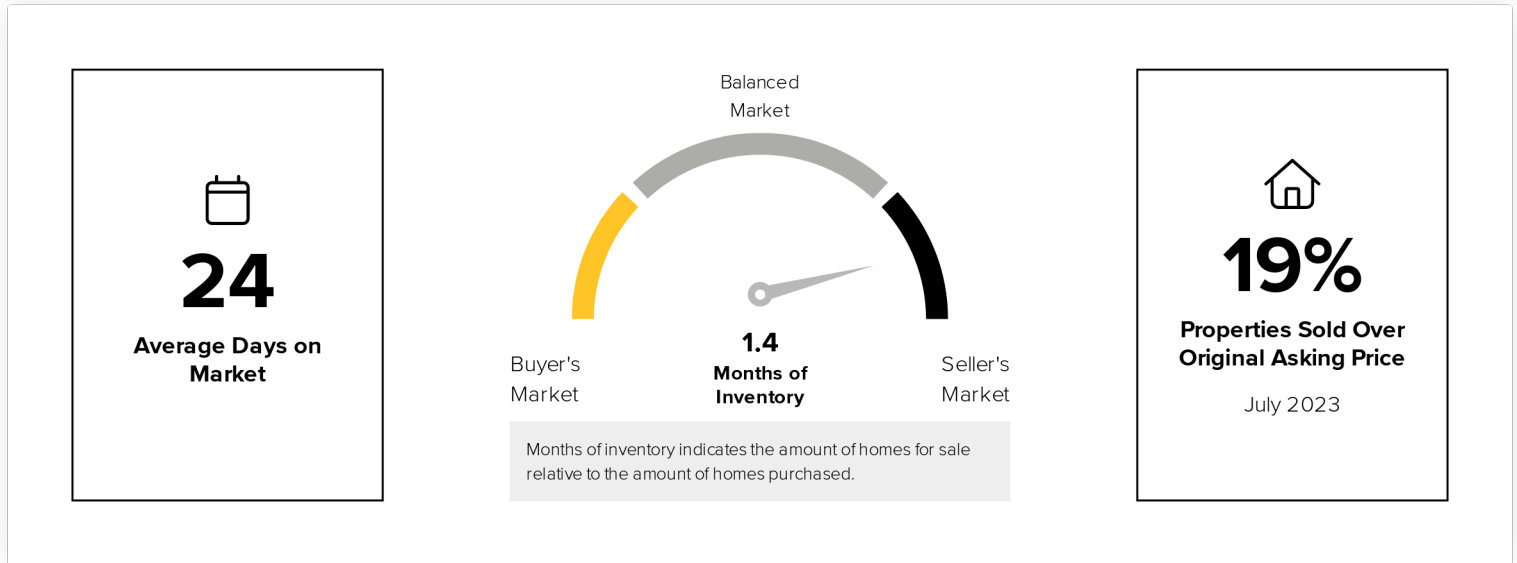 24
Average Days on
Market
Balanced
Market
1.4
Months of
Inventory
Buyer's
Market
Seller's
Market
Months of inventory indicates the amount of homes for sale
relative to the amount of homes purchased.
19%
Properties Sold Over
Original Asking Price
July 2023